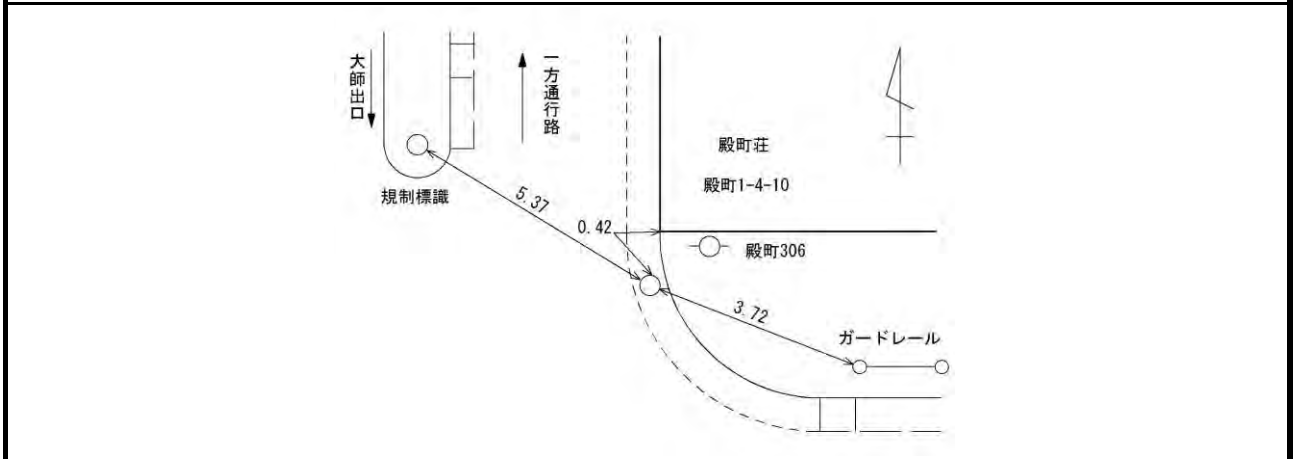 大師出口
一方通行路
規制標識
5.37
0.42
殿町荘
殿町1-4-10
殿町306
3.72
ガードレール